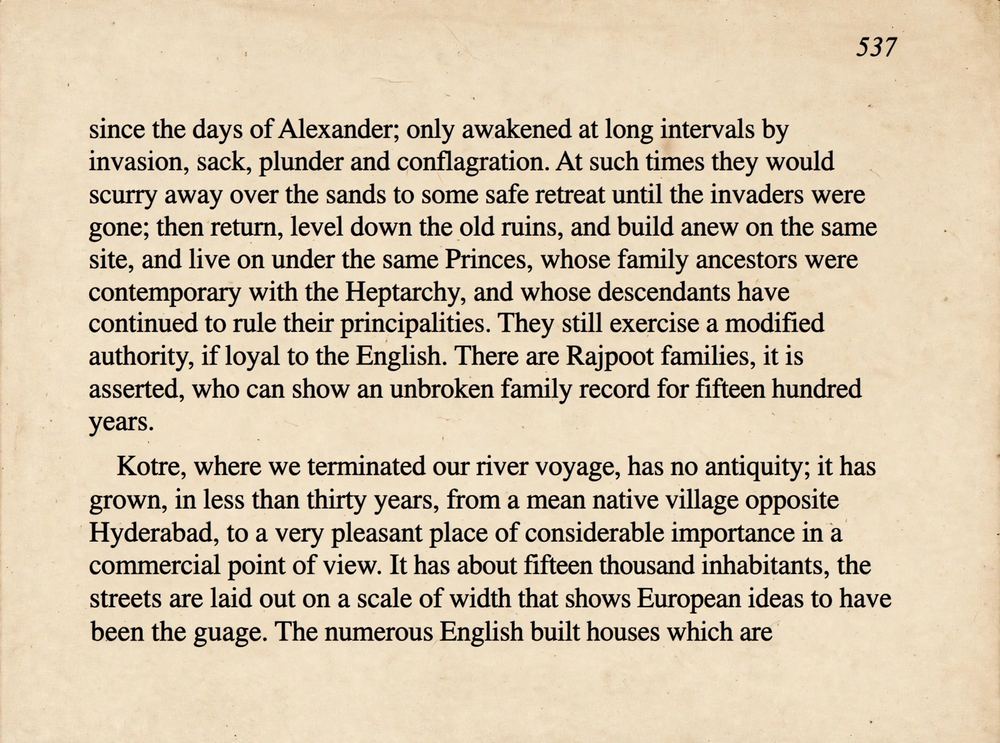 537
since the days of Alexander; only awakened at long intervals by
invasion, sack, plunder and conflagration. At such times they would
scurry away over the sands to some safe retreat until the invaders were
gone; then return, level down the old ruins, and build anew on the same
site, and live on under the same Princes, whose family ancestors were
contemporary with the Heptarchy, and whose descendants have
continued to rule their principalities. They still exercise a modified
authority, if loyal to the English. There are Rajpoot families, it is
asserted, who can show an unbroken family record for fifteen hundred
years.
Kotre, where we terminated our river voyage, has no antiquity; it has
grown, in less than thirty years, from a mean native village opposite
Hyderabad, to a very pleasant place of considerable importance in a
commercial point of view. It has about fifteen thousand inhabitants, the
streets are laid out on a scale of width that shows European ideas to have
been the guage. The numerous English built houses which are